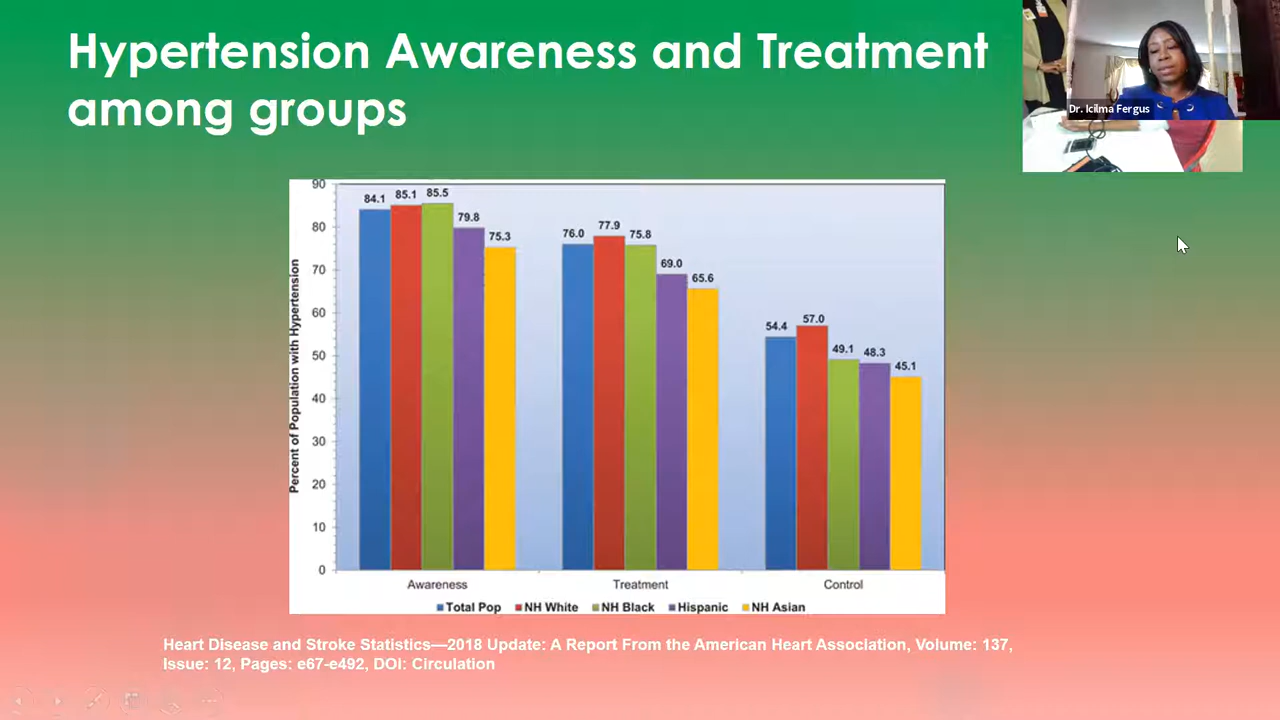 Hypertension Awareness and Treatment
among groups
Dr. Icilma Fergus
Percent of Population with Hypertension
90
80
70
60
50
40
30
20
10
0
84.1
85.1
85.5
79.8
75.3
76.0
77.9
75.8
69.0
65.6
54.4
57.0
49.1
48.3
45.1
Awareness
Treatment
Control
Total Pop NH White NH Black Hispanic NH Asian
Heart Disease and Stroke Statistics—2018 Update: A Report From the American Heart Association, Volume: 137,
Issue: 12, Pages: e67-e492, DOI: Circulation